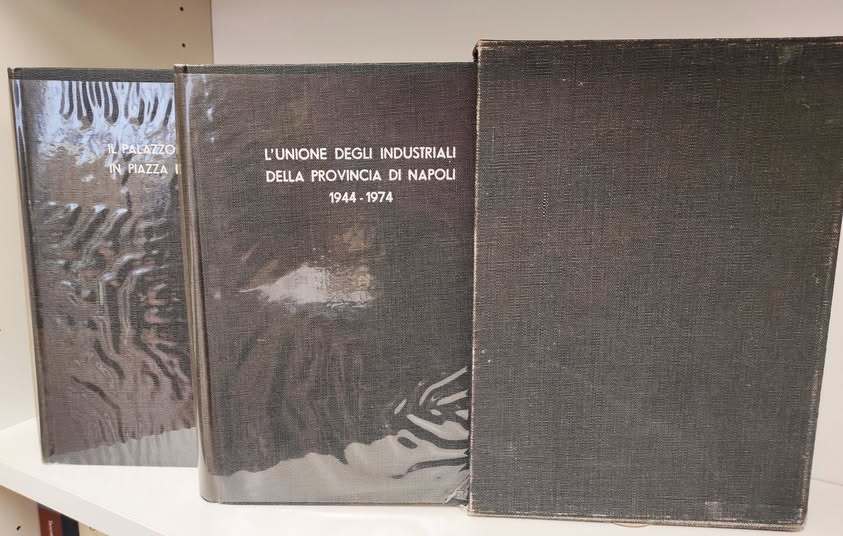 IL PALAZZO
IN PIAZZA
L'UNIONE DEGLI INDUSTRIALI
DELLA PROVINCIA DI NAPOLI
1944 - 1974